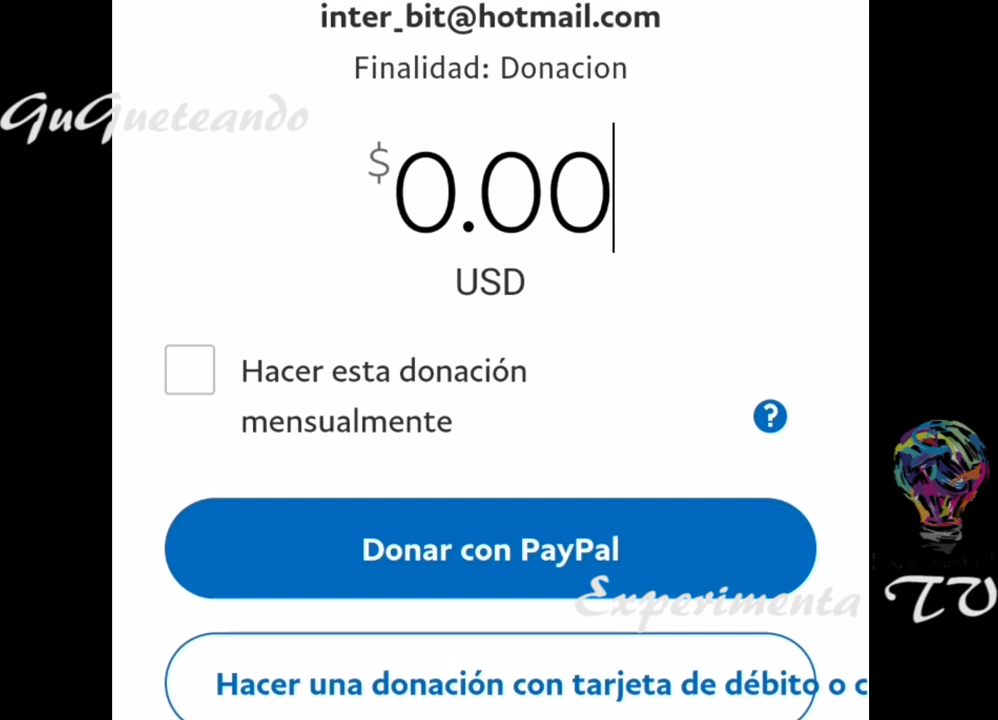 inter_bit@hotmail.com
Finalidad: Donacion
GuGueteando
$0.00
USD
Hacer esta donación
mensualmente
?
Donar con PayPal
Experimenta
TV
Hacer una donación con tarjeta de débito o c